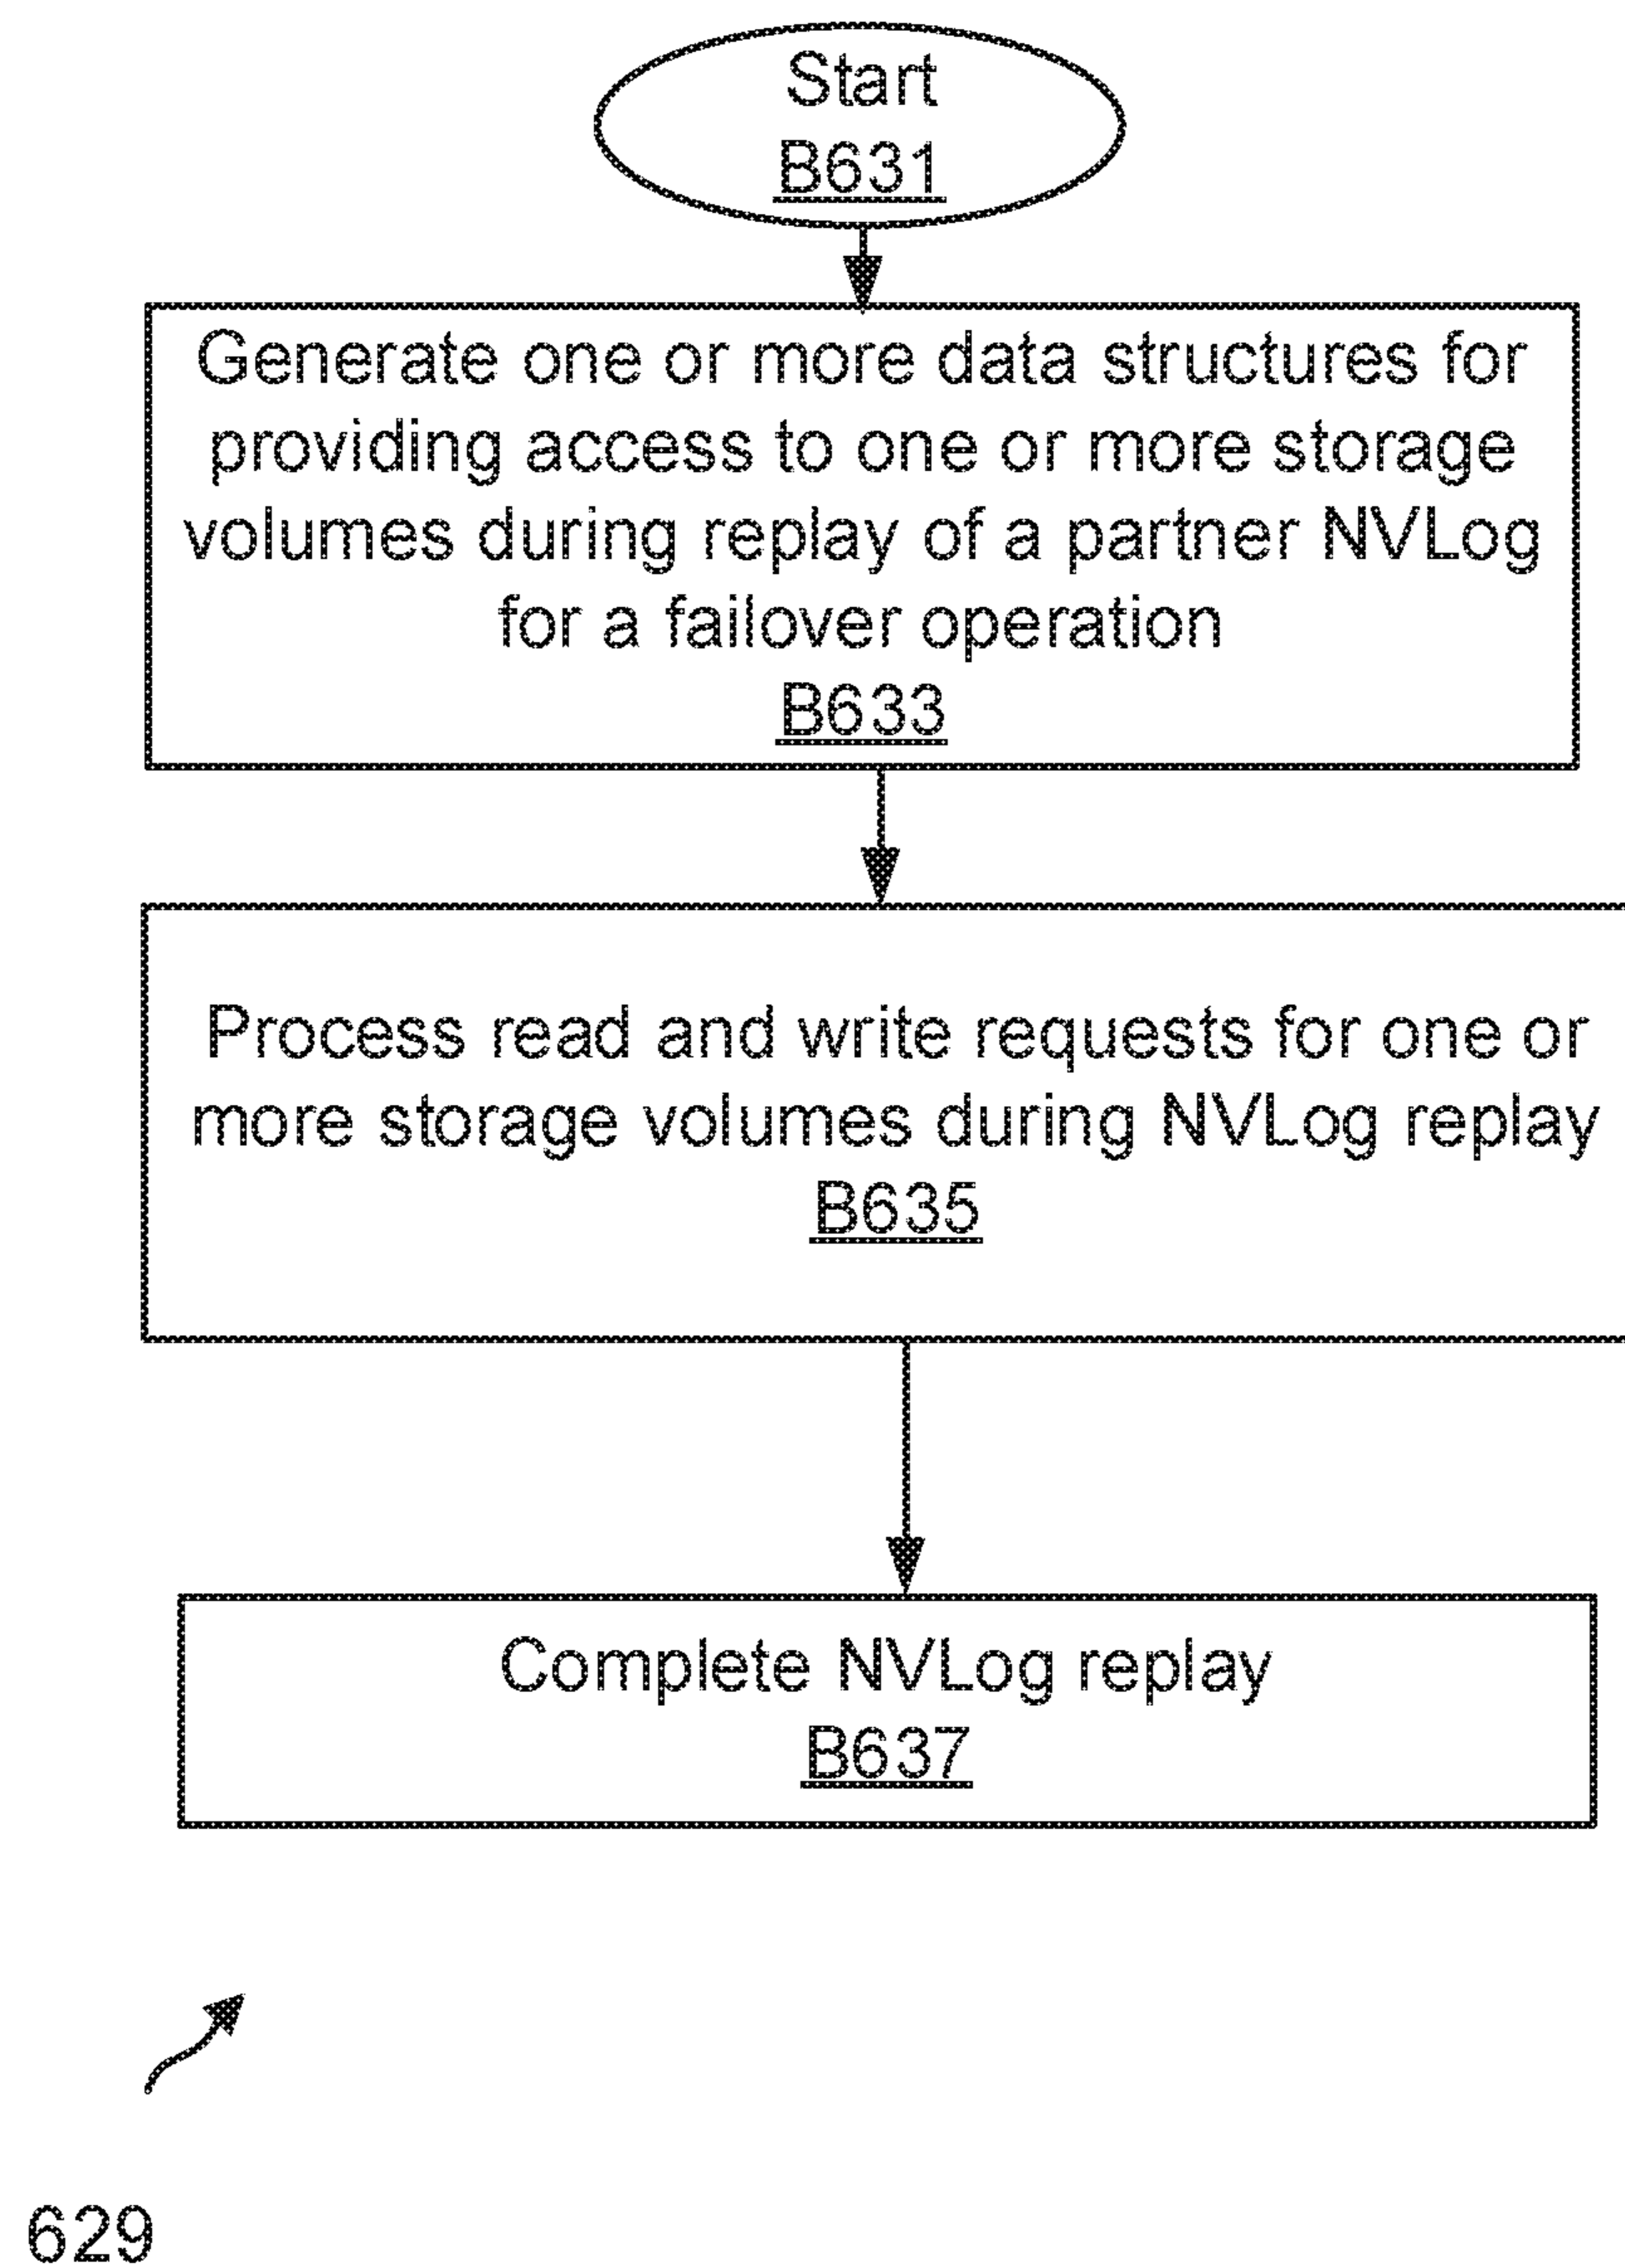 Start
B631
Generate one or more data structures for
providing access to one or more storage
volumes during replay of a partner NVLog
for a failover operation
B633
Process read and write requests for one or
more storage volumes during NVLog replay
B635
Complete NVLog replay
B637
629